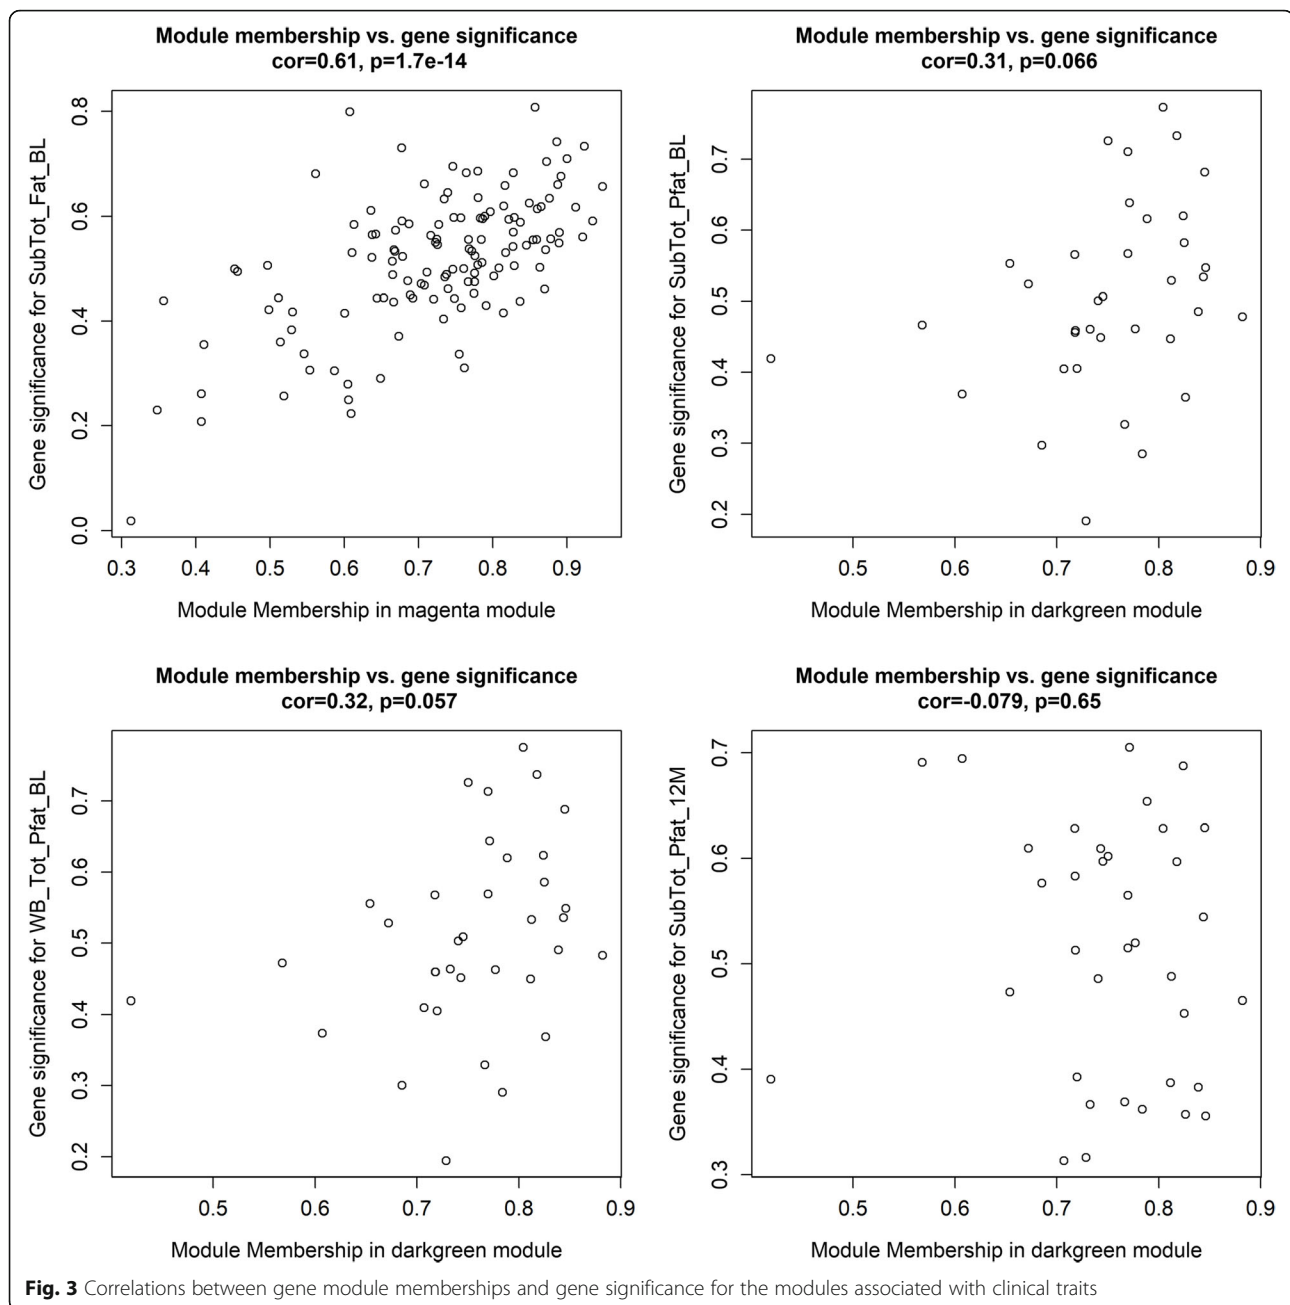 Module membership vs. gene significance
cor=0.61, p=1.7e-14
Gene significance for SubTot_Fat_BL
0.8
0.6
0.4
0.2
0.0
0.3 0.4 0.5 0.6 0.7 0.8 0.9
Module Membership in magenta module
Module membership vs. gene significance
cor=0.31, p=0.066
Gene significance for SubTot_Pfat_BL
0.7
0.6
0.5
0.4
0.3
0.2
0.5 0.6 0.7 0.8 0.9
Module Membership in darkgreen module
Module membership vs. gene significance
cor=0.32, p=0.057
Gene significance for WB_Tot_Pfat_BL
0.7
0.6
0.5
0.4
0.3
0.2
0.5 0.6 0.7 0.8 0.9
Module Membership in darkgreen module
Module membership vs. gene significance
cor=-0.079, p=0.65
Gene significance for SubTot_Pfat_12M
0.7
0.6
0.5
0.4
0.3
0.5 0.6 0.7 0.8 0.9
Module Membership in darkgreen module
Fig. 3 Correlations between gene module memberships and gene significance for the modules associated with clinical traits